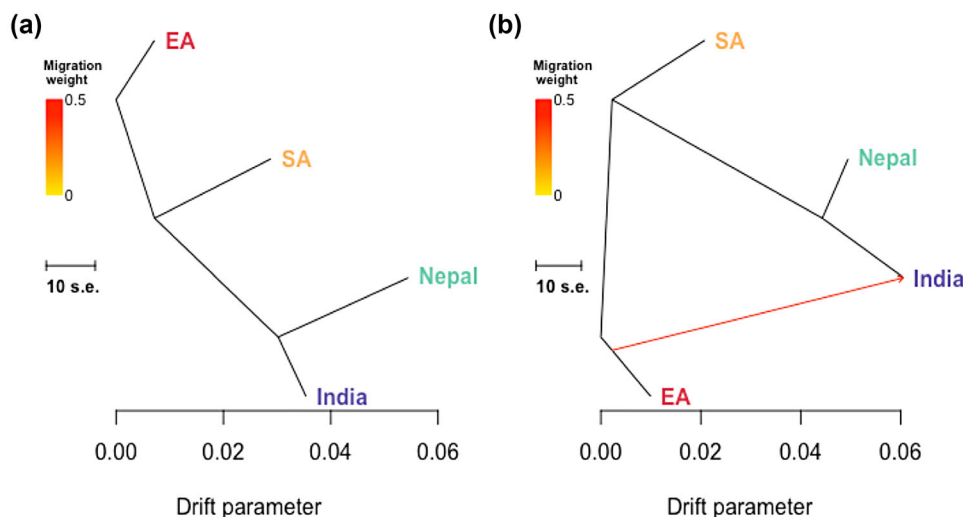 (a)
EA
Migration
weight
0.5
0
SA
10 s.e.
Nepal
India
0.00 0.02 0.04 0.06
Drift parameter
(b)
SA
Migration
weight
0.5
0
Nepal
10 s.e.
India
EA
0.00 0.02 0.04 0.06
Drift parameter